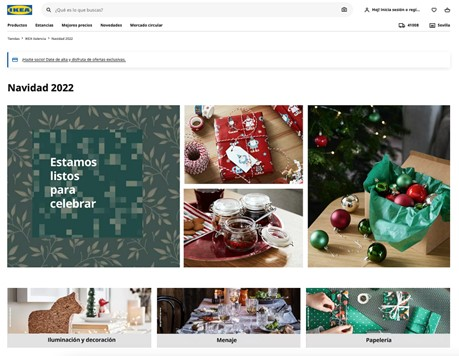 IKEA
¿Qué es lo que buscas?
Hej! Inicia sesión o regí...
Productos Estancias Mejores precios Novedades Mercado circular
41008 Sevilla
Tiendas IKEA Valencia Navidad 2022
¡Hazte socio! Date de alta y disfruta de ofertas exclusivas.
Navidad 2022
Estamos
listos
para
celebrar
Iluminación y decoración
Menaje
Papelería